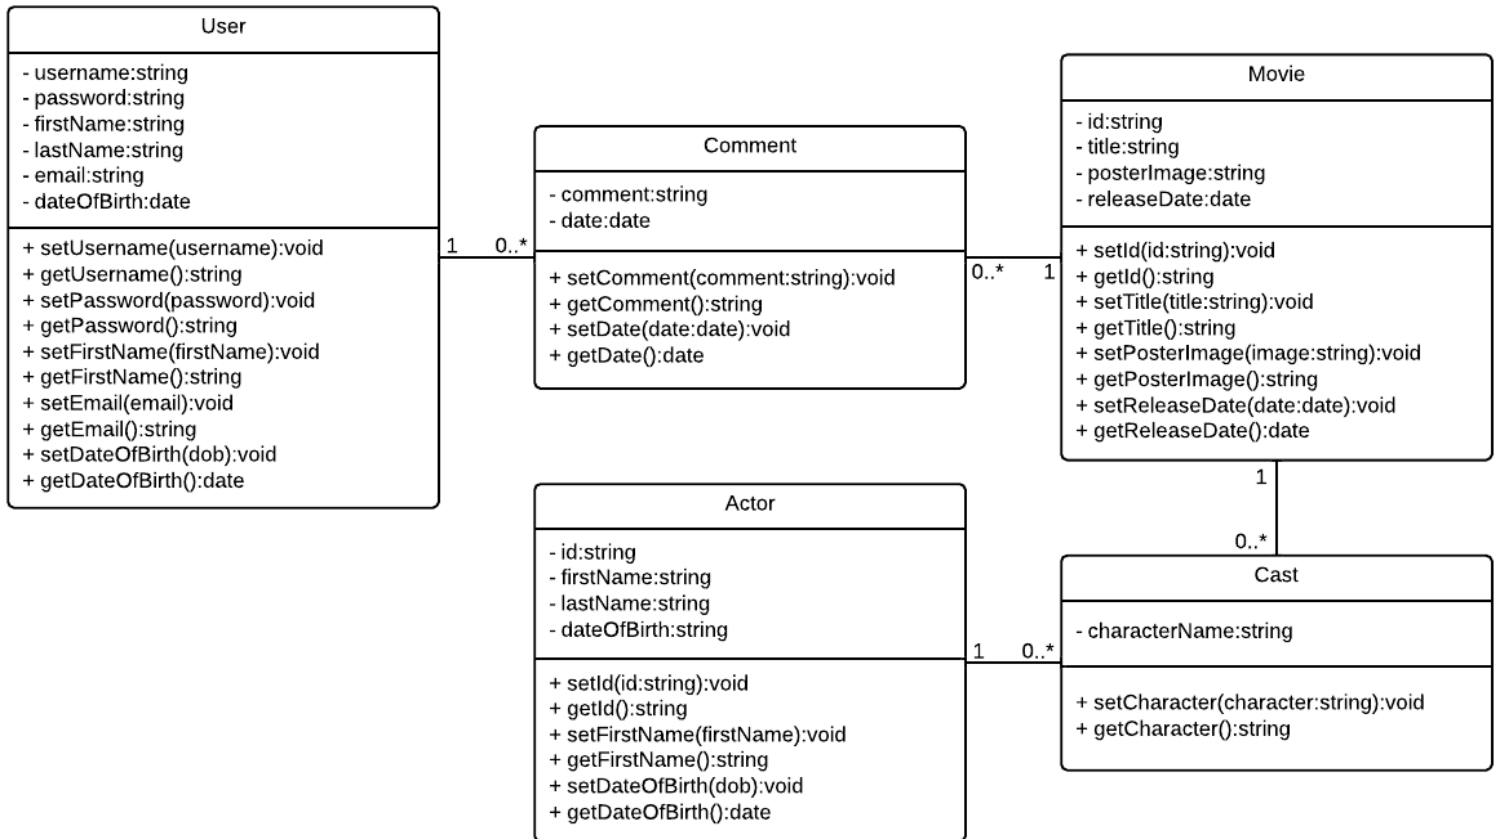 User
- username:string
- password:string
- firstName:string
- lastName:string
- email:string
- dateOfBirth:date
+ setUsername(username):void
+ getUsername():string
+ setPassword(password):void
+ getPassword():string
+ setFirstName(firstName):void
+ getFirstName():string
+ setEmail(email):void
+ getEmail():string
+ setDateOfBirth(dob):void
+ getDateOfBirth():date
1
0..*
Comment
- comment:string
- date:date
+ setComment(comment:string):void
+ getComment():string
+ setDate(date:date):void
+ getDate():date
0..*
1
Movie
- id:string
- title:string
- posterImage:string
- releaseDate:date
+ setId(id:string):void
+ getId():string
+ setTitle(title:string):void
+ getTitle():string
+ setPosterImage(image:string):void
+ getPosterImage():string
+ setReleaseDate(date:date):void
+ getReleaseDate():date
1
0..*
Actor
- id:string
- firstName:string
- lastName:string
- dateOfBirth:string
+ setId(id:string):void
+ getId():string
+ setFirstName(firstName):void
+ getFirstName():string
+ setDateOfBirth(dob):void
+ getDateOfBirth():date
1
0..*
Cast
- characterName:string
+ setCharacter(character:string):void
+ getCharacter():string